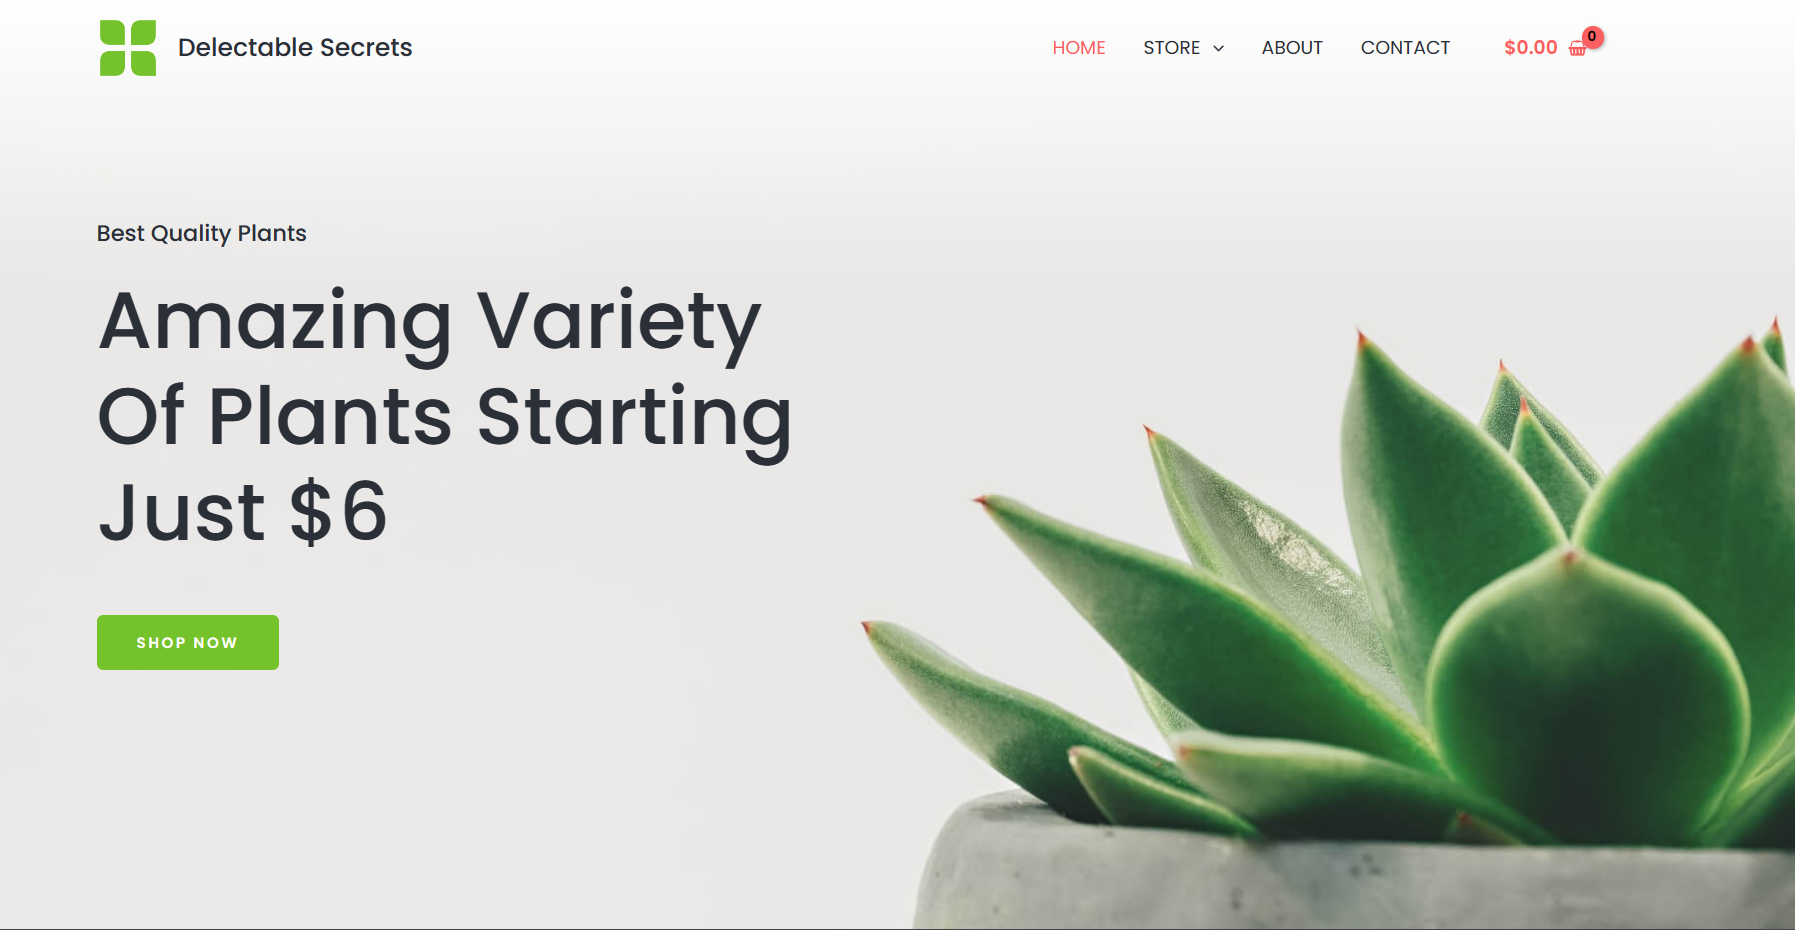 Delectable Secrets
HOME STORE ABOUT CONTACT $0.00 0
Best Quality Plants
Amazing Variety
Of Plants Starting
Just $6
SHOP NOW